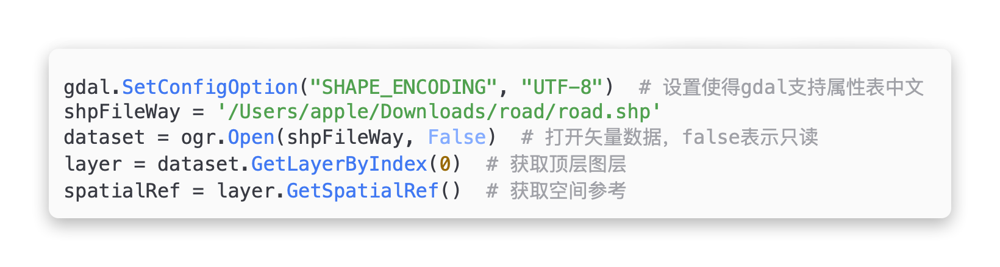 gdal.SetConfigOption("SHAPE_ENCODING", "UTF-8")  # 设置使得gdal支持属性表中文
shpFileWay = '/Users/apple/Downloads/road/road.shp'
dataset = ogr.Open(shpFileWay, False)  # 打开矢量数据，false表示只读
layer = dataset.GetLayerByIndex(0)  # 获取顶层图层
spatialRef = layer.GetSpatialRef()  # 获取空间参考